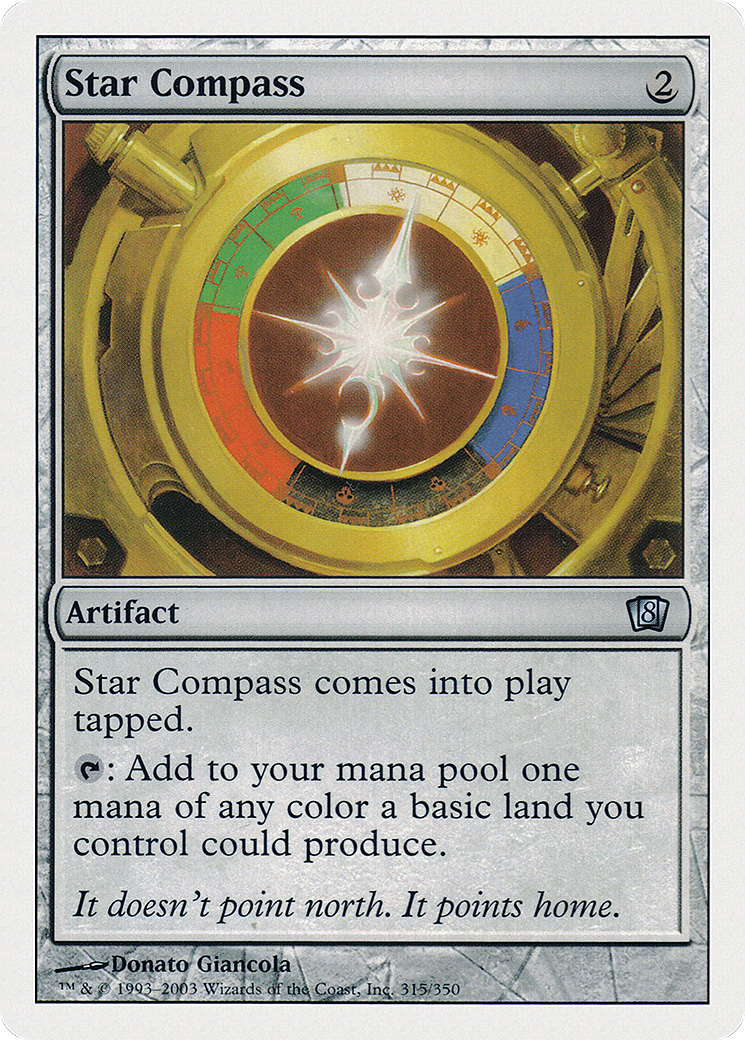 Star Compass 2
Artifact 8
Star Compass comes into play
tapped.
: Add to your mana pool one
mana of any color a basic land you
control could produce.
It doesn't point north. It points home.
Donato Giancola
™ & © 1993–2003 Wizards of the Coast, Inc. 315/350